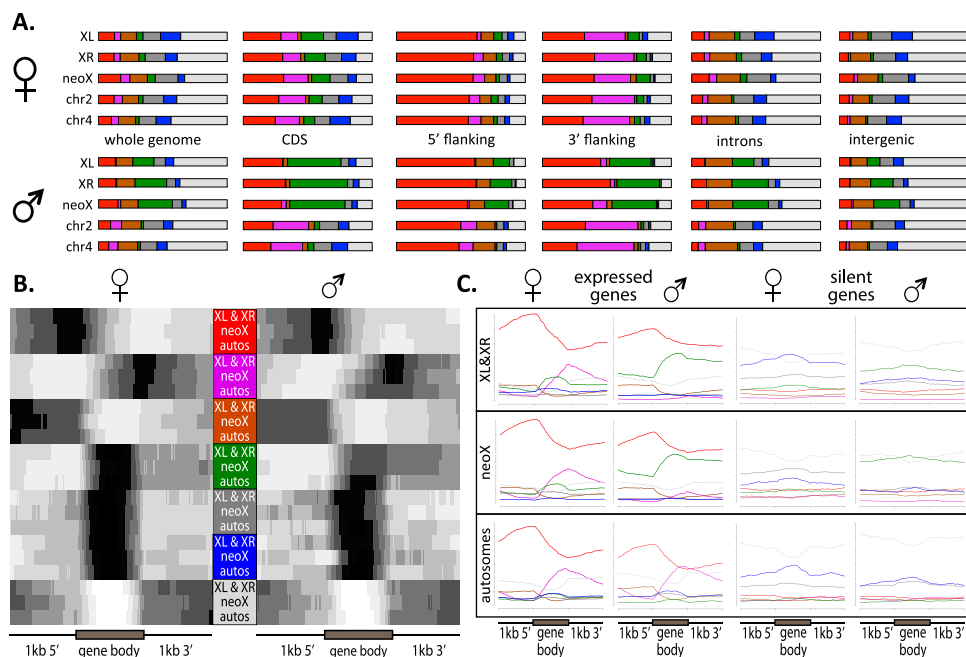 A.
XL
XR
neoX
chr2
chr4
♀
whole genome CDS 5' flanking 3' flanking introns intergenic
XL
XR
neoX
chr2
chr4
♂
B.
♀ ♂
XL & XR
neoX
autos
XL & XR
neoX
autos
XL & XR
neoX
autos
XL & XR
neoX
autos
XL & XR
neoX
autos
XL & XR
neoX
autos
XL & XR
neoX
autos
1kb 5' gene body 1kb 3' 1kb 5' gene body 1kb 3'
C.
♀ expressed genes ♂ ♀ silent genes ♂
XL&XR
neoX
autosomes
1kb 5' gene body 1kb 3' 1kb 5' gene body 1kb 3' 1kb 5' gene body 1kb 3' 1kb 5' gene body 1kb 3'